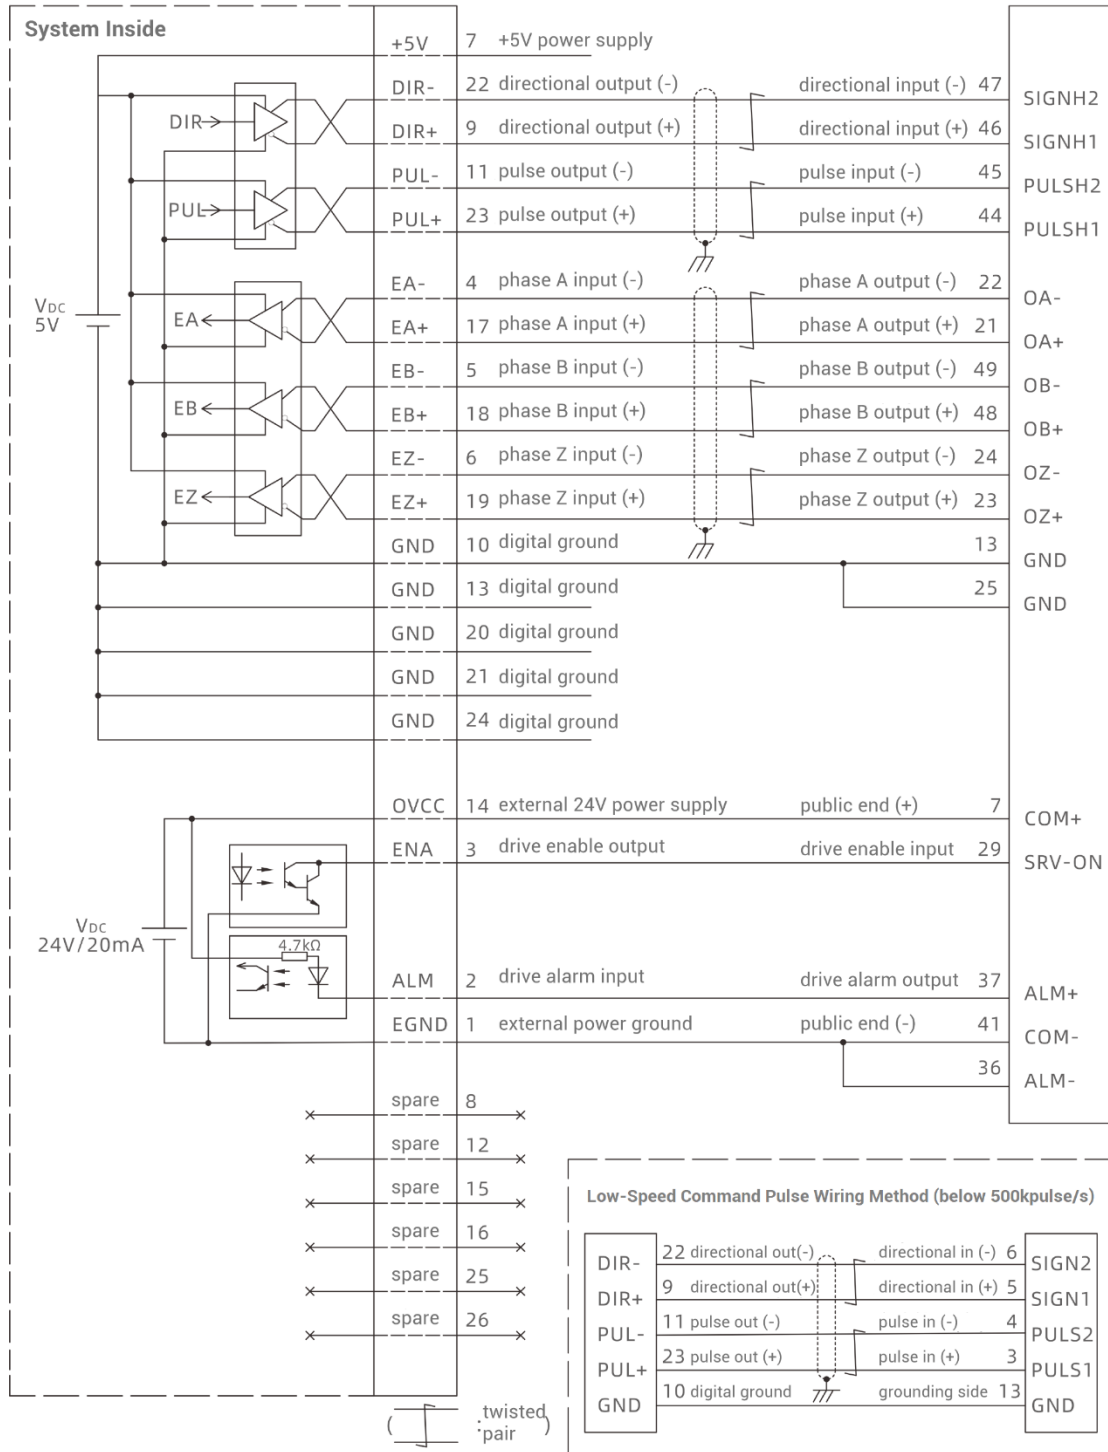 System Inside
+5V 7 +5V power supply
DIR- 22 directional output (-) directional input (-) 47 SIGNH2
DIR
DIR+ 9 directional output (+) directional input (+) 46 SIGNH1
PUL- 11 pulse output (-) pulse input (-) 45 PULSH2
PUL
PUL+ 23 pulse output (+) pulse input (+) 44 PULSH1
EA- 4 phase A input (-) phase A output (-) 22 OA-
VDC
5V
EA
EA+ 17 phase A input (+) phase A output (+) 21 OA+
EB- 5 phase B input (-) phase B output (-) 49 OB-
EB
EB+ 18 phase B input (+) phase B output (+) 48 OB+
EZ- 6 phase Z input (-) phase Z output (-) 24 OZ-
EZ
EZ+ 19 phase Z input (+) phase Z output (+) 23 OZ+
GND 10 digital ground 13 GND
GND 13 digital ground 25 GND
GND 20 digital ground
GND 21 digital ground
GND 24 digital ground
OVCC 14 external 24V power supply public end (+) 7 COM+
ENA 3 drive enable output drive enable input 29 SRV-ON
VDC
24V/20mA
4.7kΩ
ALM 2 drive alarm input drive alarm output 37 ALM+
EGND 1 external power ground public end (-) 41 COM-
36 ALM-
spare 8
spare 12
spare 15
spare 16
spare 25
spare 26
Low-Speed Command Pulse Wiring Method (below 500kpulse/s)
DIR- 22 directional out(-) directional in (-) 6 SIGN2
DIR+ 9 directional out(+) directional in (+) 5 SIGN1
PUL- 11 pulse out (-) pulse in (-) 4 PULS2
PUL+ 23 pulse out (+) pulse in (+) 3 PULS1
GND 10 digital ground grounding side 13 GND
( : twisted pair )